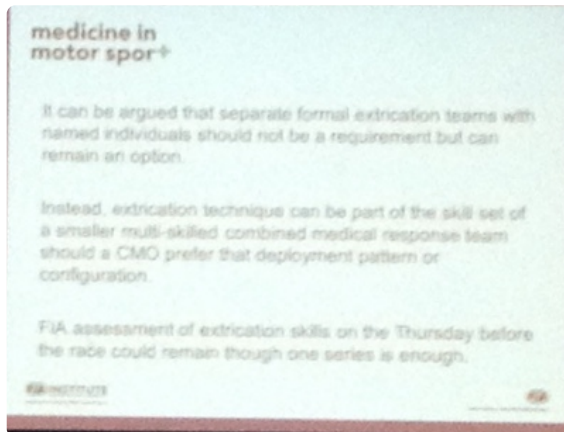 medicine in
motor spor+
It can be argued that separate formal extrication teams with
named individuals should not be a requirement but can
remain an option.
Instead, extrication technique can be part of the skill set of
a smaller multi-skilled combined medical response team
should a CMO prefer that deployment pattern or
configuration.
FIA assessment of extrication skills on the Thursday before
the race could remain though one series is enough.
FIA INSTITUTE
FIA